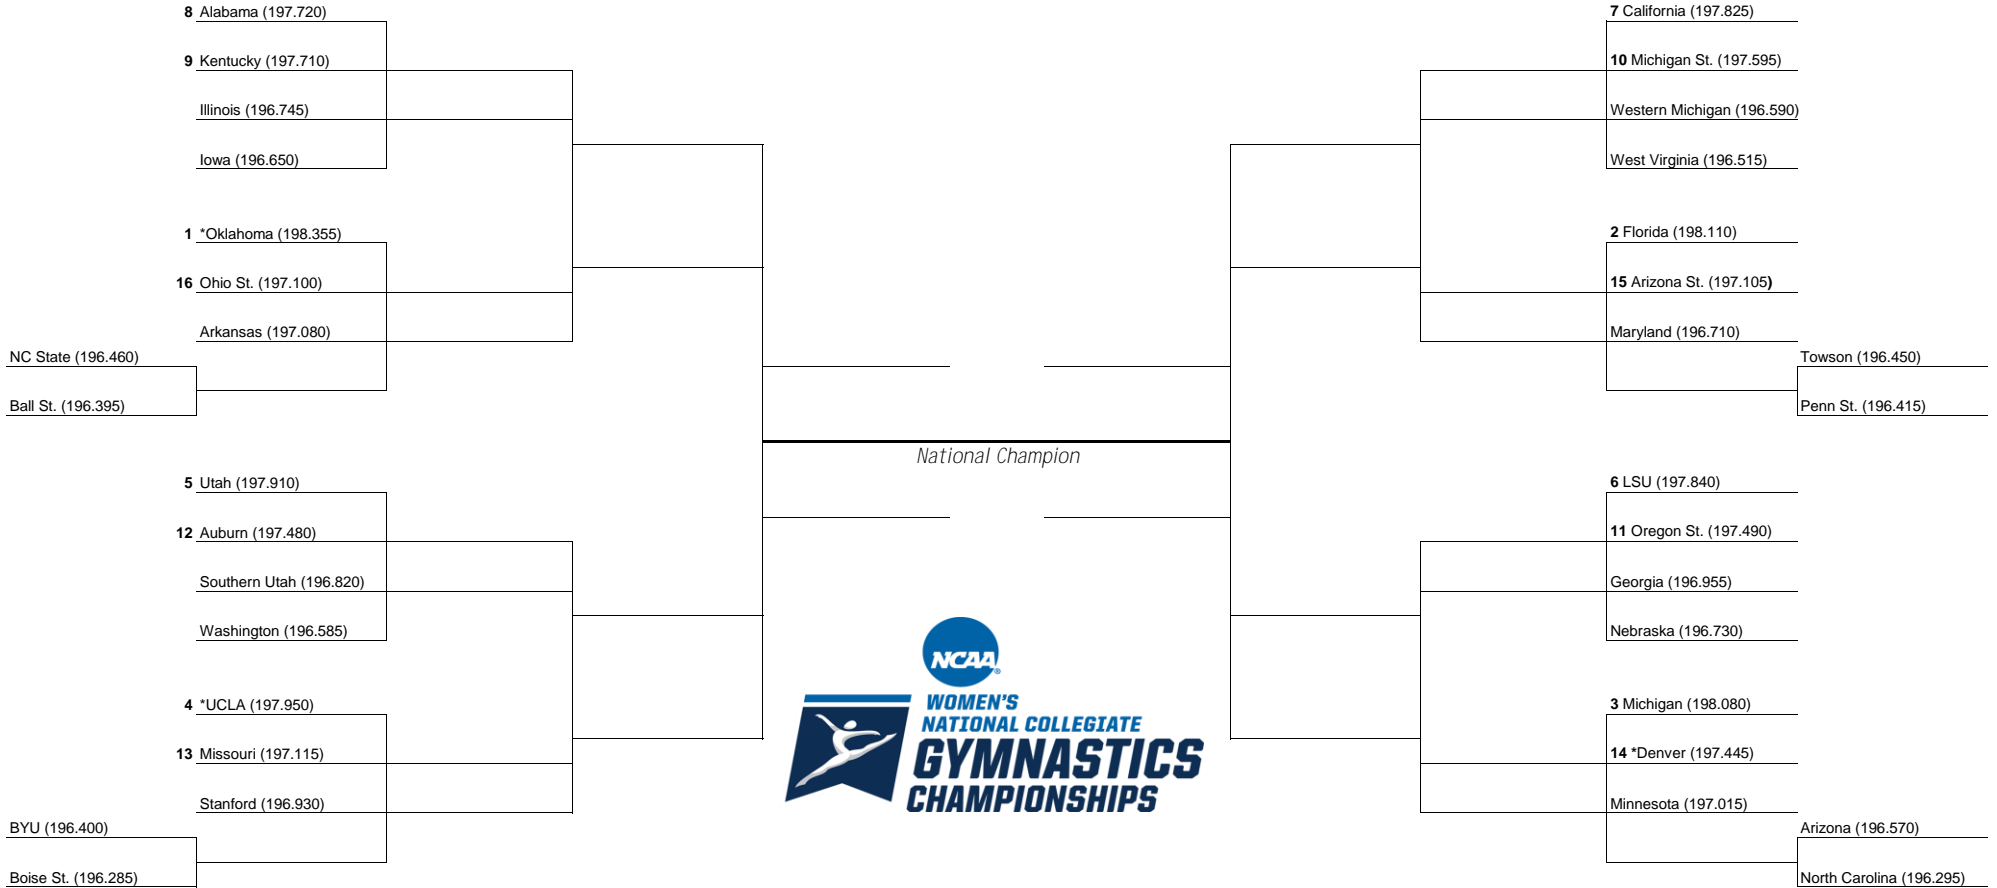 8 Alabama (197.720)
9 Kentucky (197.710)
Illinois (196.745)
Iowa (196.650)
1 *Oklahoma (198.355)
16 Ohio St. (197.100)
Arkansas (197.080)
NC State (196.460)
Ball St. (196.395)
5 Utah (197.910)
12 Auburn (197.480)
Southern Utah (196.820)
Washington (196.585)
4 *UCLA (197.950)
13 Missouri (197.115)
Stanford (196.930)
BYU (196.400)
Boise St. (196.285)
National Champion
NCAA®
WOMEN'S
NATIONAL COLLEGIATE
GYMNASTICS
CHAMPIONSHIPS
7 California (197.825)
10 Michigan St. (197.595)
Western Michigan (196.590)
West Virginia (196.515)
2 Florida (198.110)
15 Arizona St. (197.105)
Maryland (196.710)
Towson (196.450)
Penn St. (196.415)
6 LSU (197.840)
11 Oregon St. (197.490)
Georgia (196.955)
Nebraska (196.730)
3 Michigan (198.080)
14 *Denver (197.445)
Minnesota (197.015)
Arizona (196.570)
North Carolina (196.295)